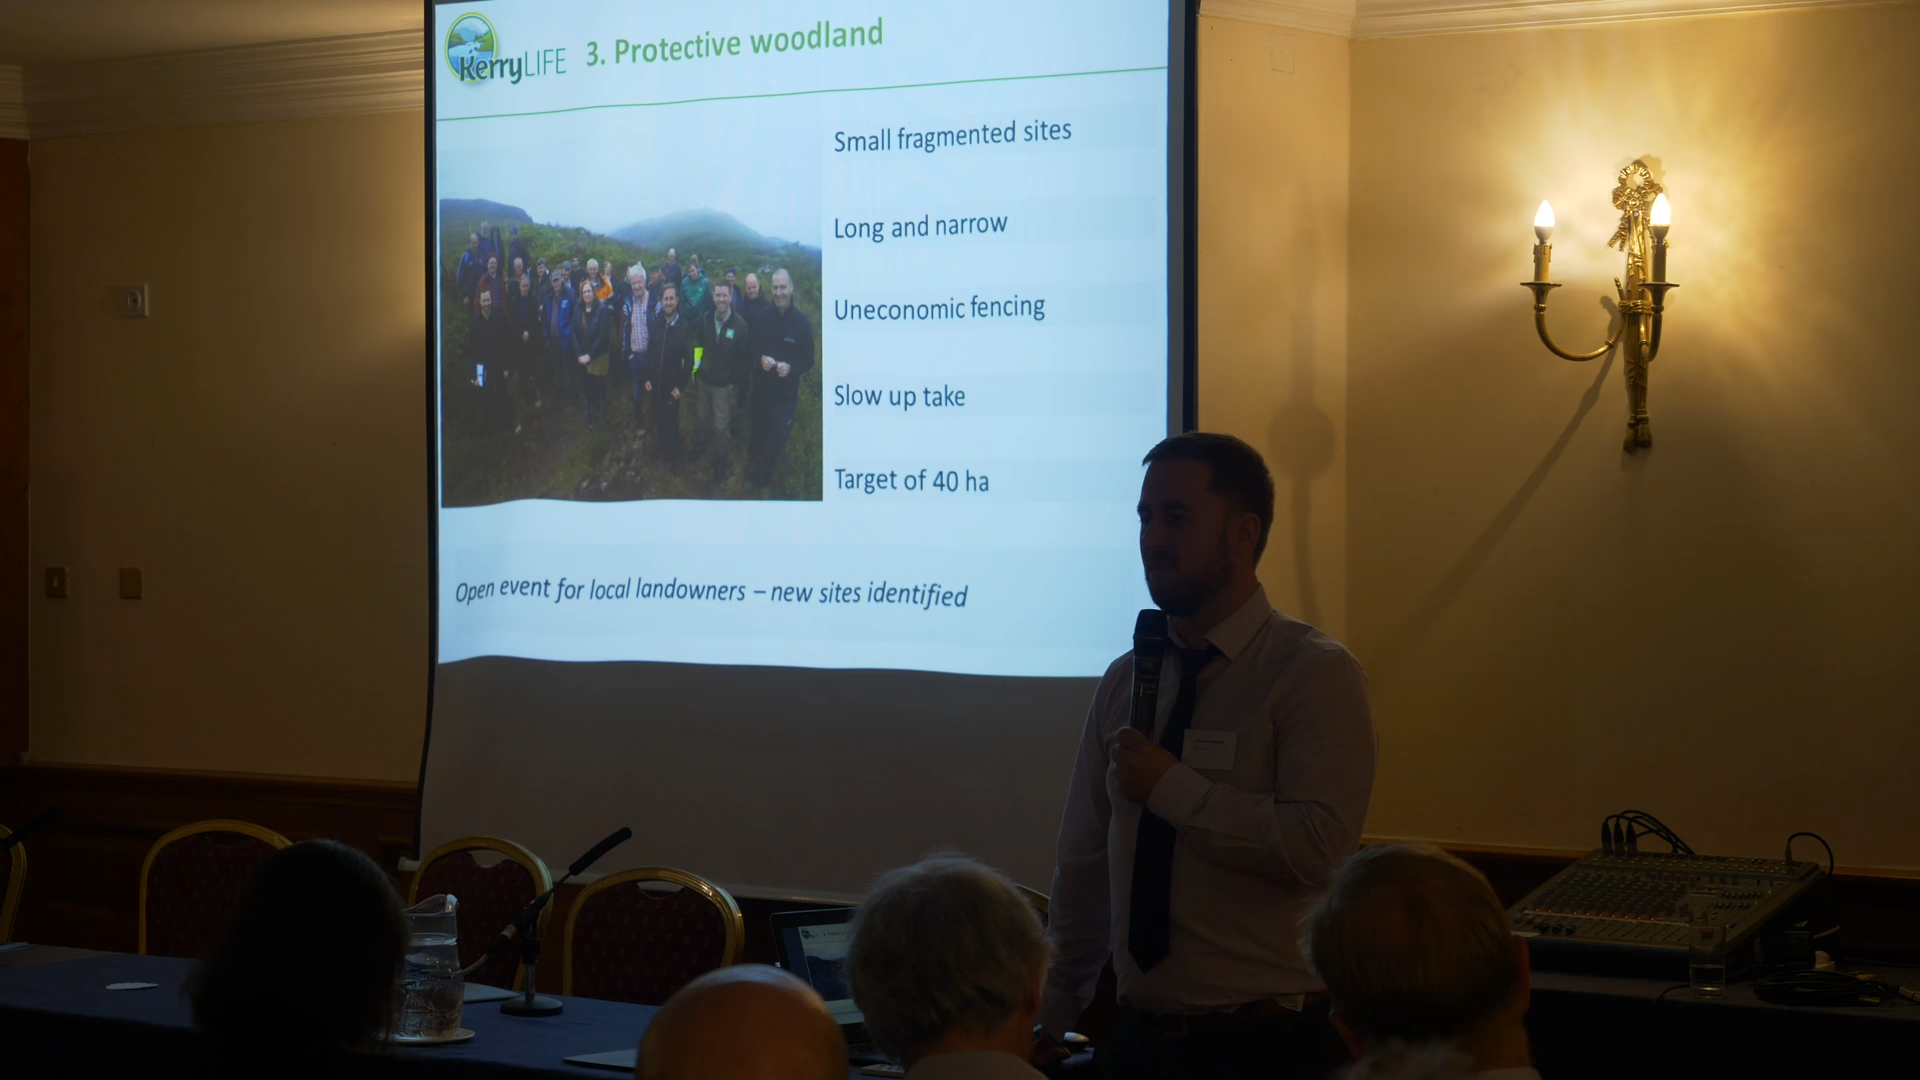 KerryLIFE
3. Protective woodland
Small fragmented sites
Long and narrow
Uneconomic fencing
Slow up take
Target of 40 ha
Open event for local landowners – new sites identified